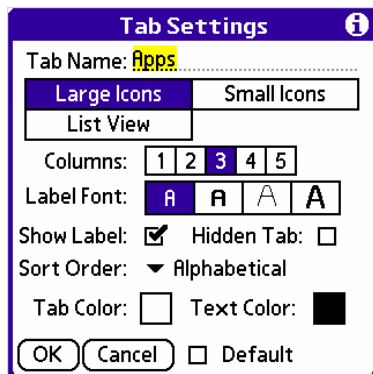 Tab Settings i
Tab Name: Apps
Large Icons Small Icons
List View
Columns: 1 2 3 4 5
Label Font: A A A A
Show Label: Hidden Tab:
Sort Order: Alphabetical
Tab Color: Text Color:
OK Cancel Default